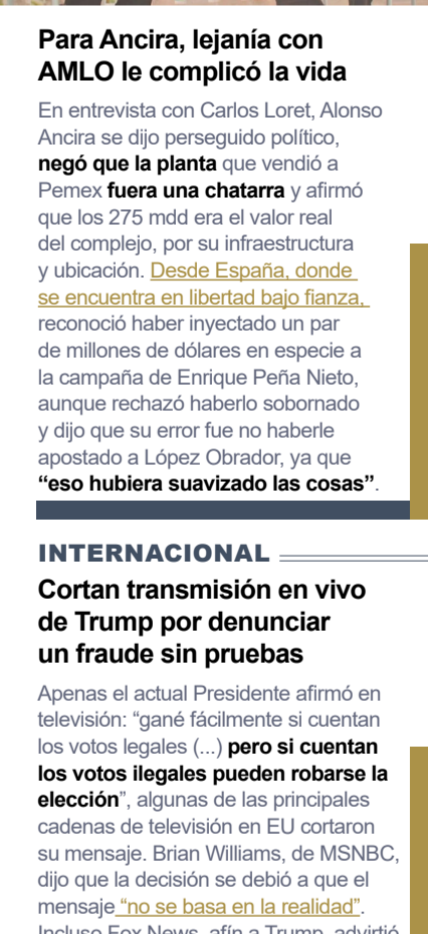 Para Ancira, lejanía con
AMLO le complicó la vida
En entrevista con Carlos Loret, Alonso
Ancira se dijo perseguido político,
negó que la planta que vendió a
Pemex fuera una chatarra y afirmó
que los 275 mdd era el valor real
del complejo, por su infraestructura
y ubicación. Desde España, donde
se encuentra en libertad bajo fianza,
reconoció haber inyectado un par
de millones de dólares en especie a
la campaña de Enrique Peña Nieto,
aunque rechazó haberlo sobornado
y dijo que su error fue no haberle
apostado a López Obrador, ya que
“eso hubiera suavizado las cosas”.
INTERNACIONAL
Cortan transmisión en vivo
de Trump por denunciar
un fraude sin pruebas
Apenas el actual Presidente afirmó en
televisión: “gané fácilmente si cuentan
los votos legales (...) pero si cuentan
los votos ilegales pueden robarse la
elección”, algunas de las principales
cadenas de televisión en EU cortaron
su mensaje. Brian Williams, de MSNBC,
dijo que la decisión se debió a que el
mensaje “no se basa en la realidad”.
Incluso Fox News, afín a Trump, advirtió